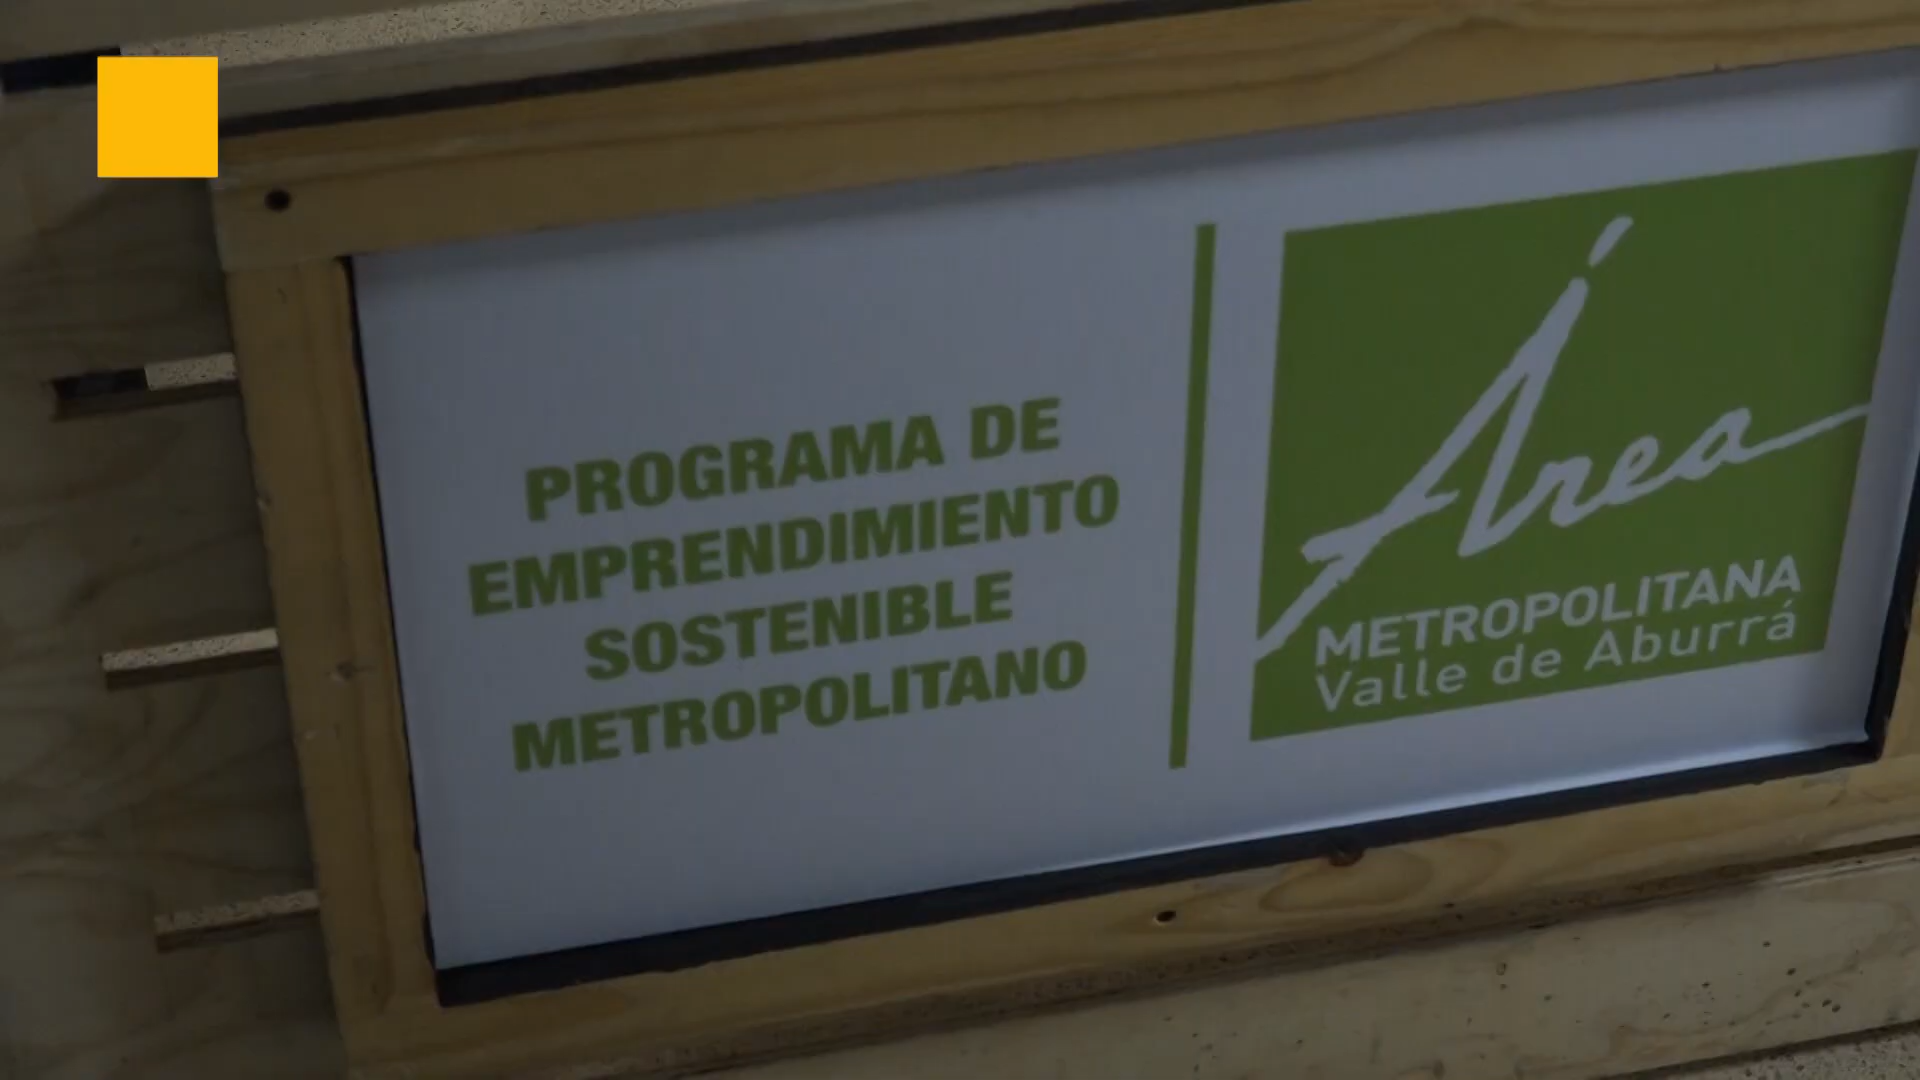 PROGRAMA DE
EMPRENDIMIENTO
SOSTENIBLE
METROPOLITANO
Área
METROPOLITANA
Valle de Aburrá